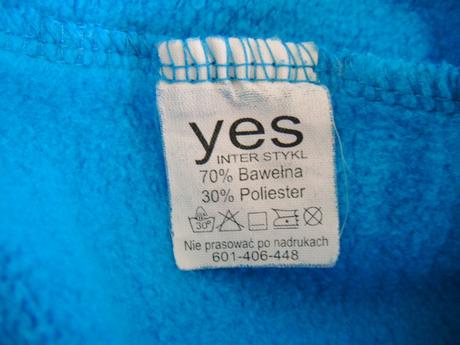 yes
INTER STYKL
70% Bawełna
30% Poliester
30°
Nie prasować po nadrukach
601-406-448